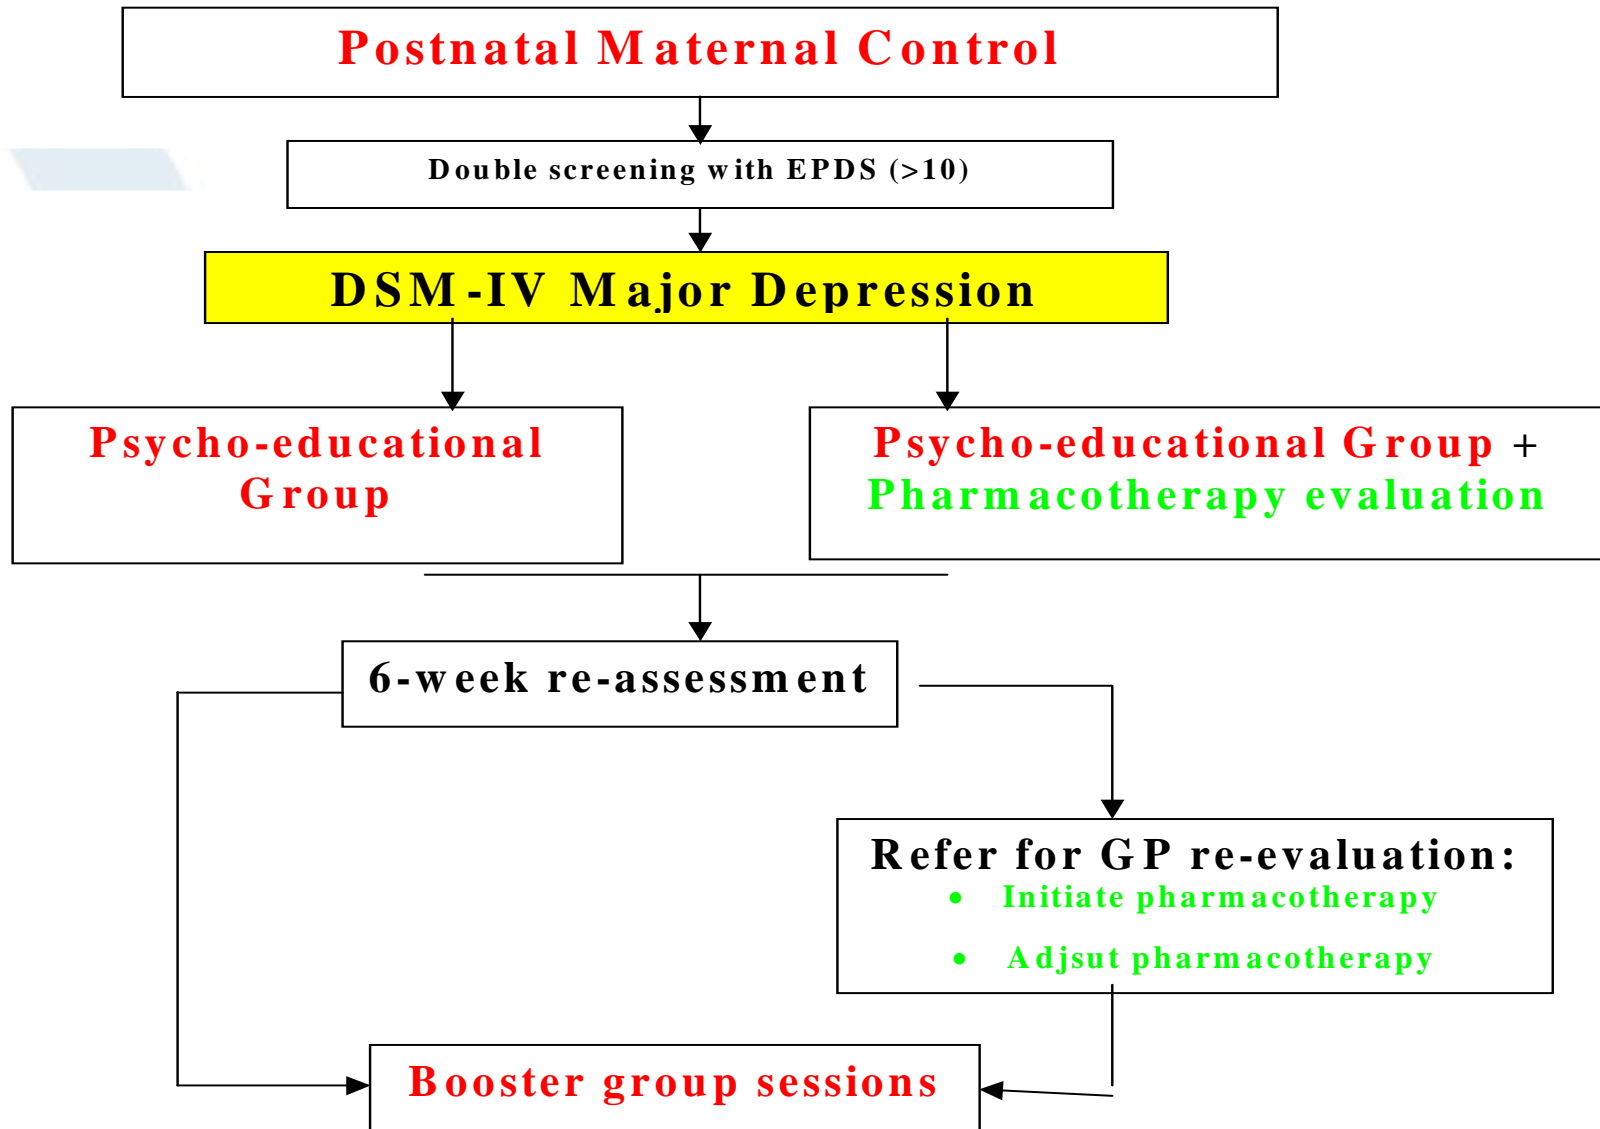 Postnatal Maternal Control
Double screening with EPDS (>10)
DSM-IV Major Depression
Psycho-educational
Group
Psycho-educational Group +
Pharmacotherapy evaluation
6-week re-assessment
Refer for GP re-evaluation:
• Initiate pharmacotherapy
• Adjsut pharmacotherapy
Booster group sessions